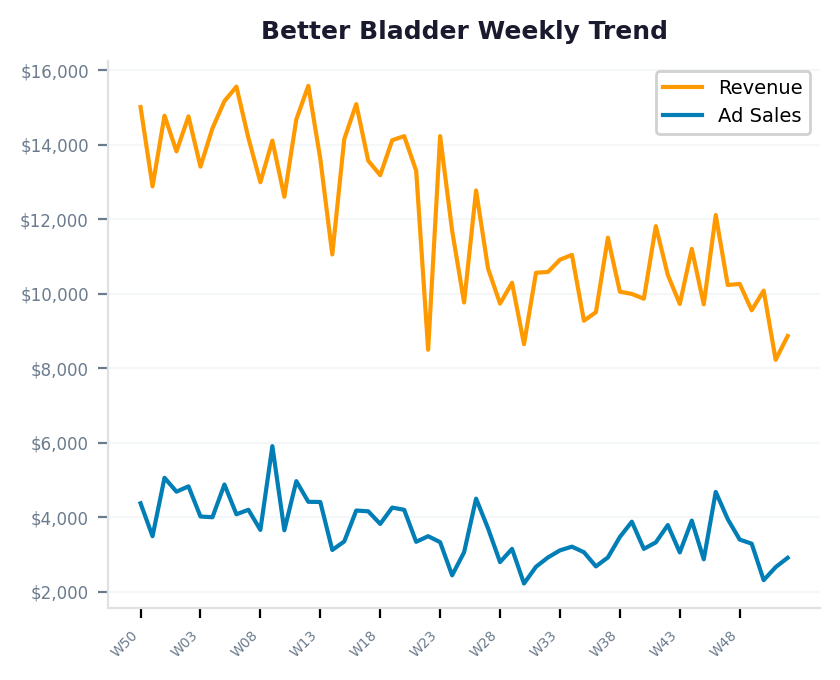 Better Bladder Weekly Trend
$16,000
$14,000
$12,000
$10,000
$8,000
$6,000
$4,000
$2,000
Revenue
Ad Sales
W50
W03
W08
W13
W18
W23
W28
W33
W38
W43
W48